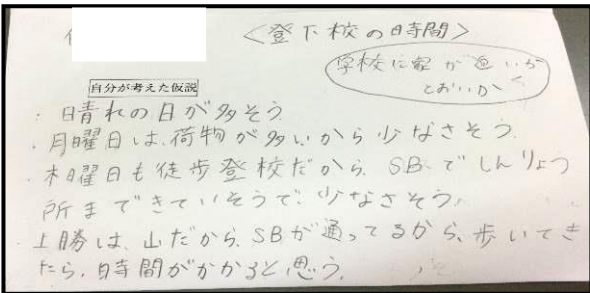 <登下校の時間>
学校に家が近いか
とおいか
自分が考えた仮説
・晴れの日が多そう
・月曜日は、荷物が多いから少なさそう。
・木曜日も徒歩登校だから、SBでしんりょう
所まできていそうで、少なさそう。
・上勝は、山だから、SBが通ってるから、歩いてき
たら、時間がかかると思う。